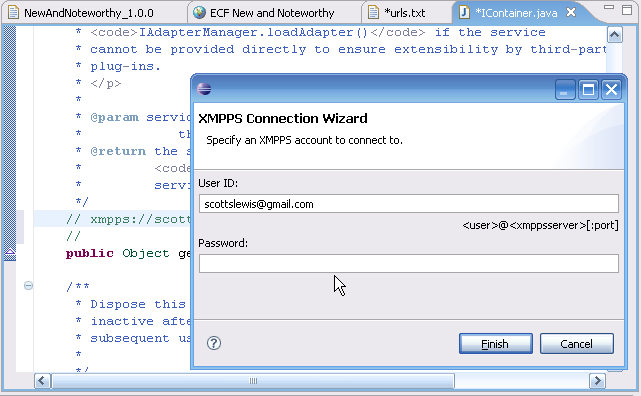 NewAndNoteworthy_1.0.0
ECF New and Noteworthy
*urls.txt
*IContainer.java
* <code>IAdapterManager.loadAdapter()</code> if the service
* cannot be provided directly to ensure extensibility by third-part
* plug-ins.
* </p>
*
* @param servic
* th
* @return the s
* <code
* servi
*/
// xmpps://scott
//
public Object ge
/**
* Dispose this
* inactive afte
* subsequent us
*
*/
XMPPS Connection Wizard
Specify an XMPPS account to connect to.
User ID:
scottslewis@gmail.com
<user>@<xmppsserver>[:port]
Password:
?
Finish
Cancel